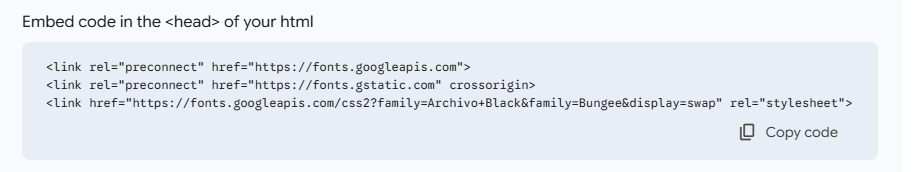 Embed code in the <head> of your html
<link rel="preconnect" href="https://fonts.googleapis.com">
<link rel="preconnect" href="https://fonts.gstatic.com" crossorigin>
<link href="https://fonts.googleapis.com/css2?family=Archivo+Black&family=Bungee&display=swap" rel="stylesheet">
Copy code